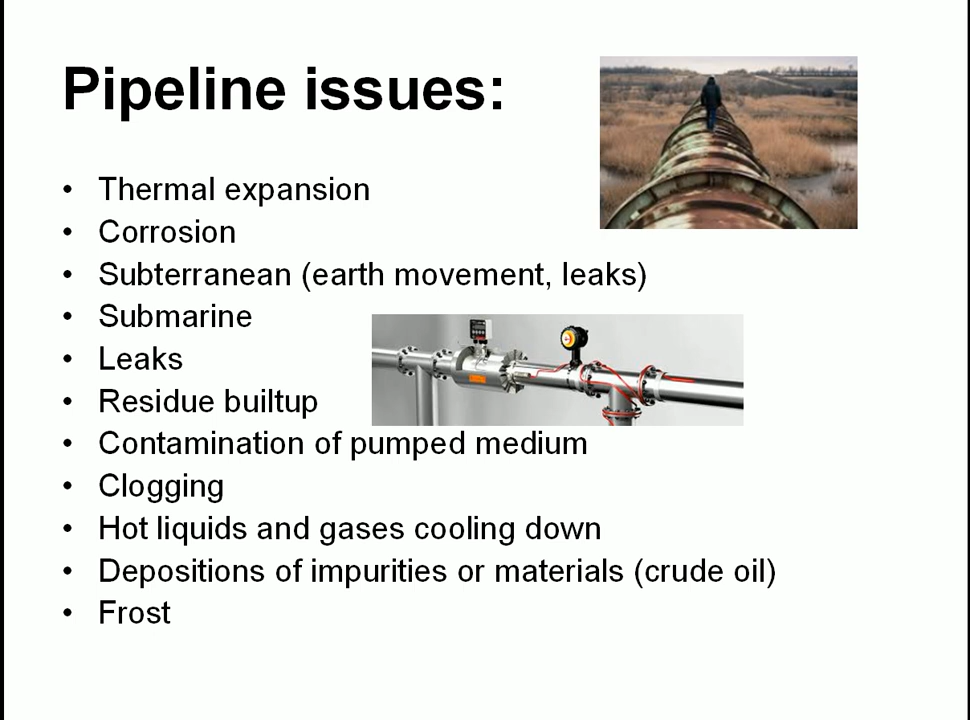 Pipeline issues:
• Thermal expansion
• Corrosion
• Subterranean (earth movement, leaks)
• Submarine
• Leaks
• Residue builtup
• Contamination of pumped medium
• Clogging
• Hot liquids and gases cooling down
• Depositions of impurities or materials (crude oil)
• Frost